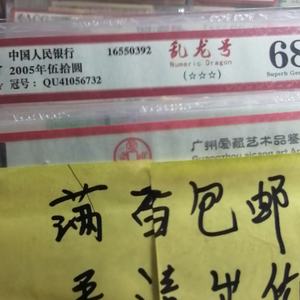 中国人民银行 16550392 乱龙号 68
2005年伍拾圆 Numeric Dragon Superb Gem
冠号：QU41056732 (☆☆☆)
广州爱藏艺术品鉴
Guangzhou aicang art
满百包邮